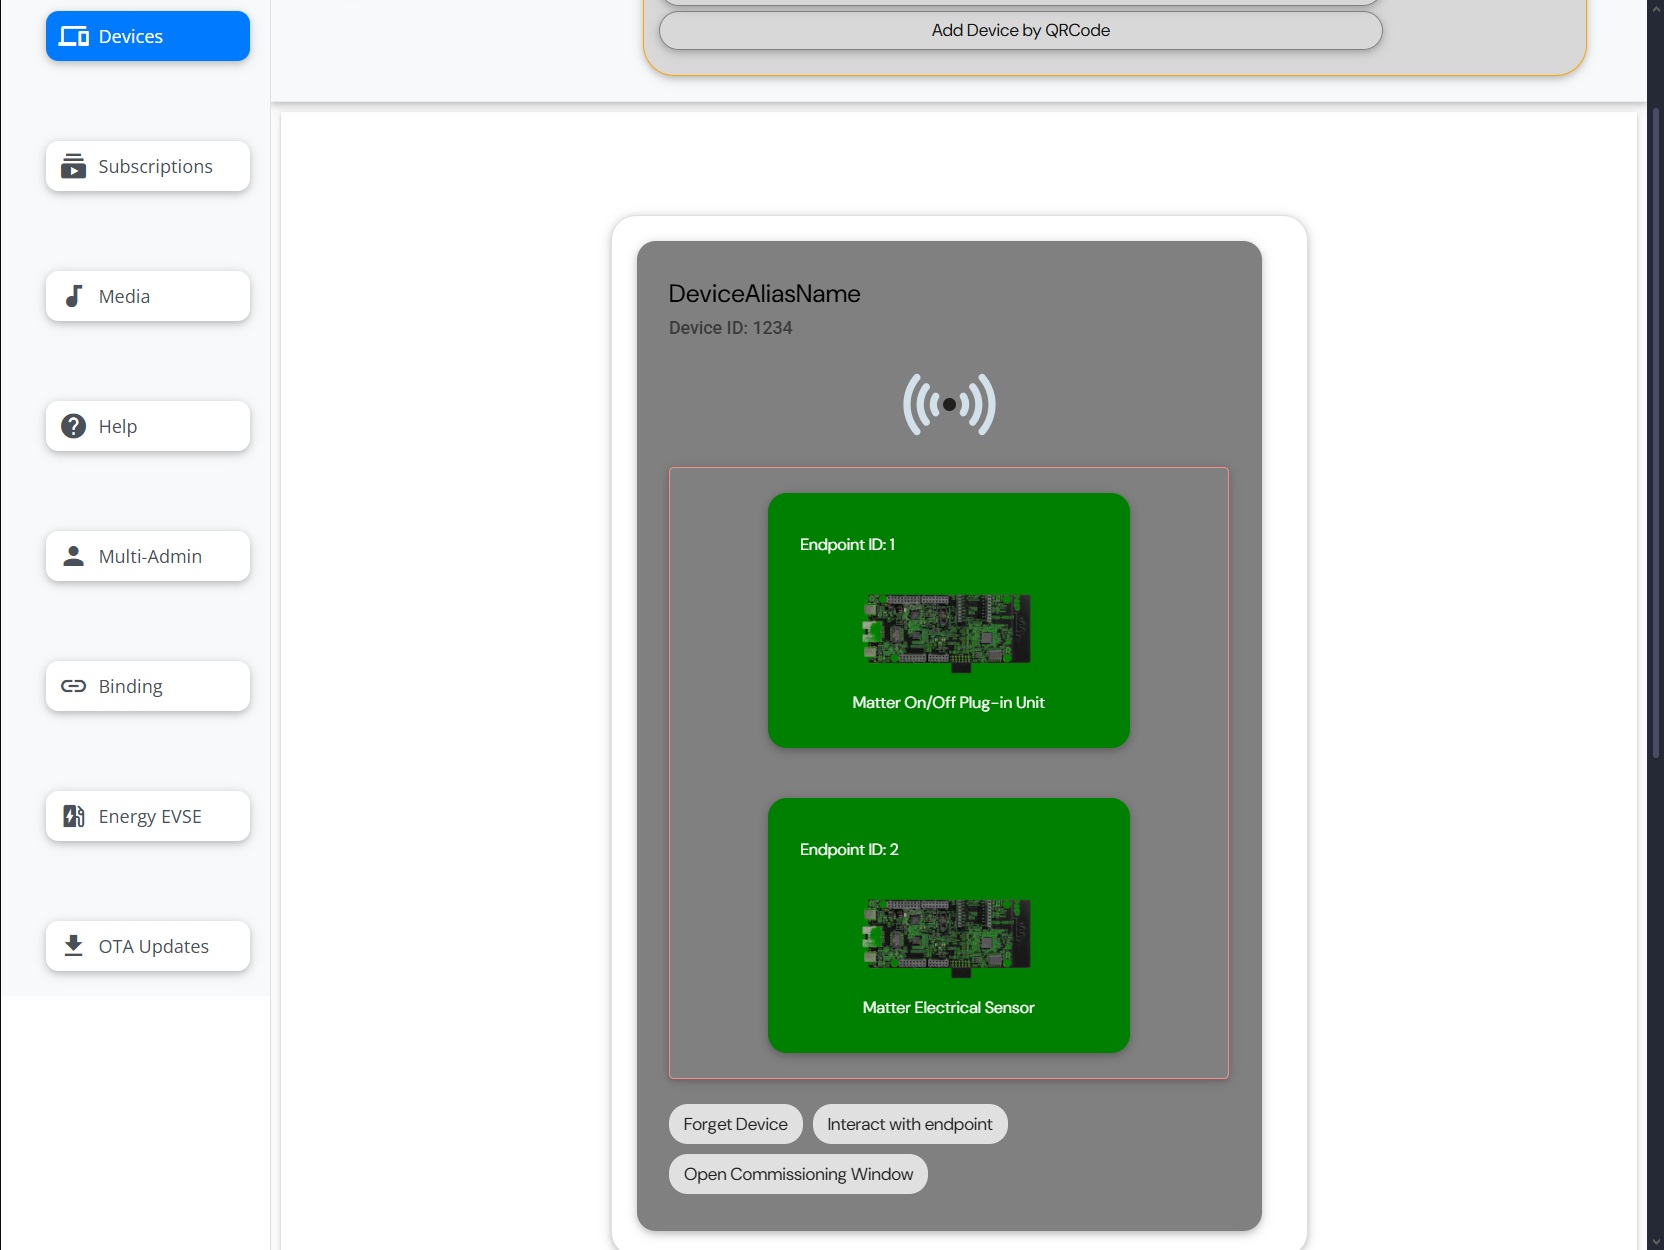 Devices
Subscriptions
Media
Help
Multi-Admin
Binding
Energy EVSE
OTA Updates
Add Device by QRCode
DeviceAliasName
Device ID: 1234
Endpoint ID: 1
Matter On/Off Plug-in Unit
Endpoint ID: 2
Matter Electrical Sensor
Forget Device
Interact with endpoint
Open Commissioning Window